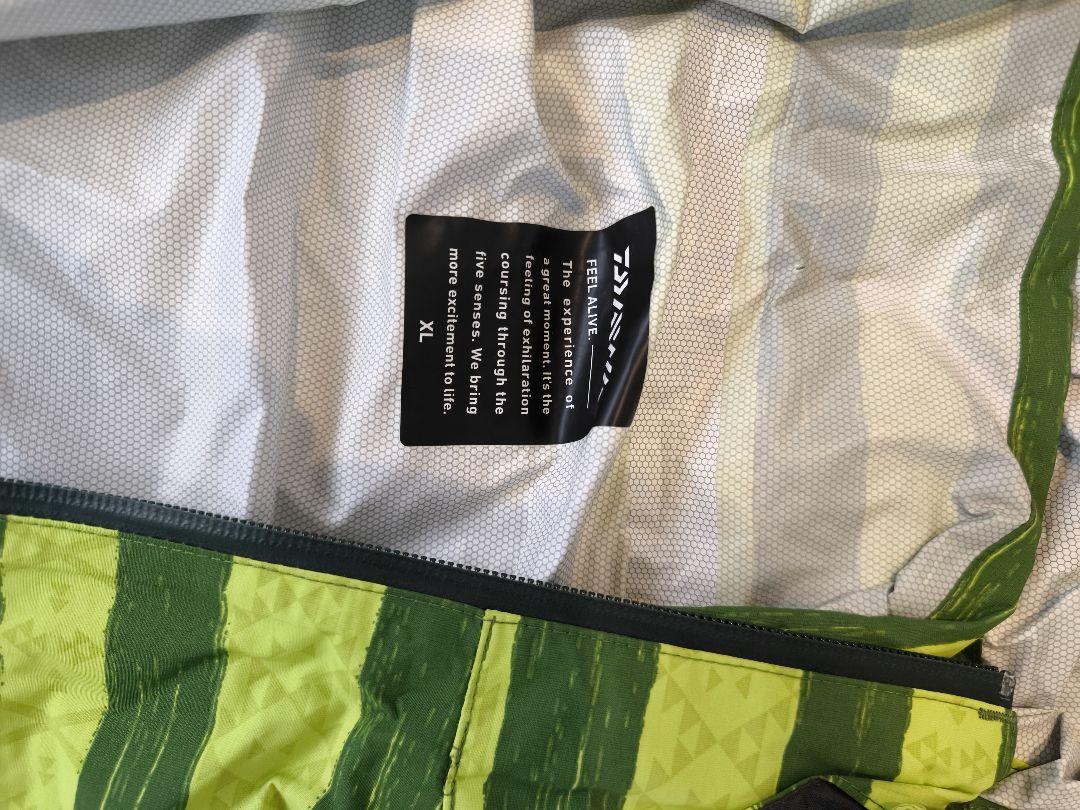 DAIWA
FEEL ALIVE.
The experience of
a great moment. It's the
feeling of exhilaration
coursing through the
five senses. We bring
more excitement to life.
XL